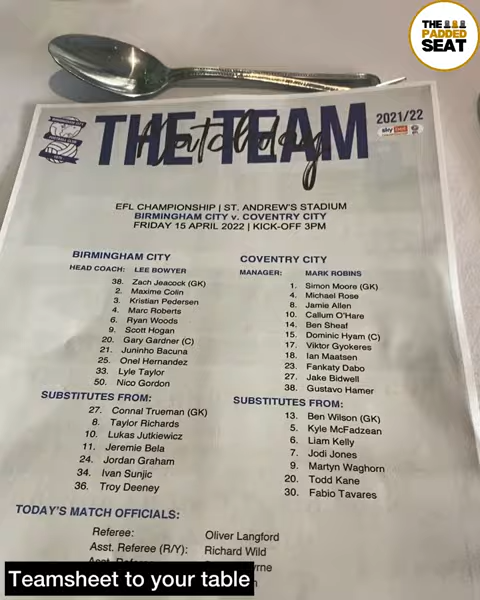 THE
PADDED
SEAT
THE TEAM
Matchday
2021/22
sky bet
EFL CHAMPIONSHIP | ST. ANDREW'S STADIUM
BIRMINGHAM CITY v. COVENTRY CITY
FRIDAY 15 APRIL 2022 | KICK-OFF 3PM
BIRMINGHAM CITY
HEAD COACH: LEE BOWYER
38. Zach Jeacock (GK)
2. Maxime Colin
3. Kristian Pedersen
4. Marc Roberts
6. Ryan Woods
9. Scott Hogan
20. Gary Gardner (C)
21. Juninho Bacuna
25. Onel Hernandez
33. Lyle Taylor
50. Nico Gordon
SUBSTITUTES FROM:
27. Connal Trueman (GK)
8. Taylor Richards
10. Lukas Jutkiewicz
11. Jeremie Bela
24. Jordan Graham
34. Ivan Sunjic
36. Troy Deeney
COVENTRY CITY
MANAGER: MARK ROBINS
1. Simon Moore (GK)
4. Michael Rose
8. Jamie Allen
10. Callum O'Hare
14. Ben Sheaf
15. Dominic Hyam (C)
17. Viktor Gyokeres
18. Ian Maatsen
23. Fankaty Dabo
27. Jake Bidwell
38. Gustavo Hamer
SUBSTITUTES FROM:
13. Ben Wilson (GK)
5. Kyle McFadzean
6. Liam Kelly
7. Jodi Jones
9. Martyn Waghorn
20. Todd Kane
30. Fabio Tavares
TODAY'S MATCH OFFICIALS:
Referee: Oliver Langford
Asst. Referee (R/Y): Richard Wild
Asst. Referee
Teamsheet to your table